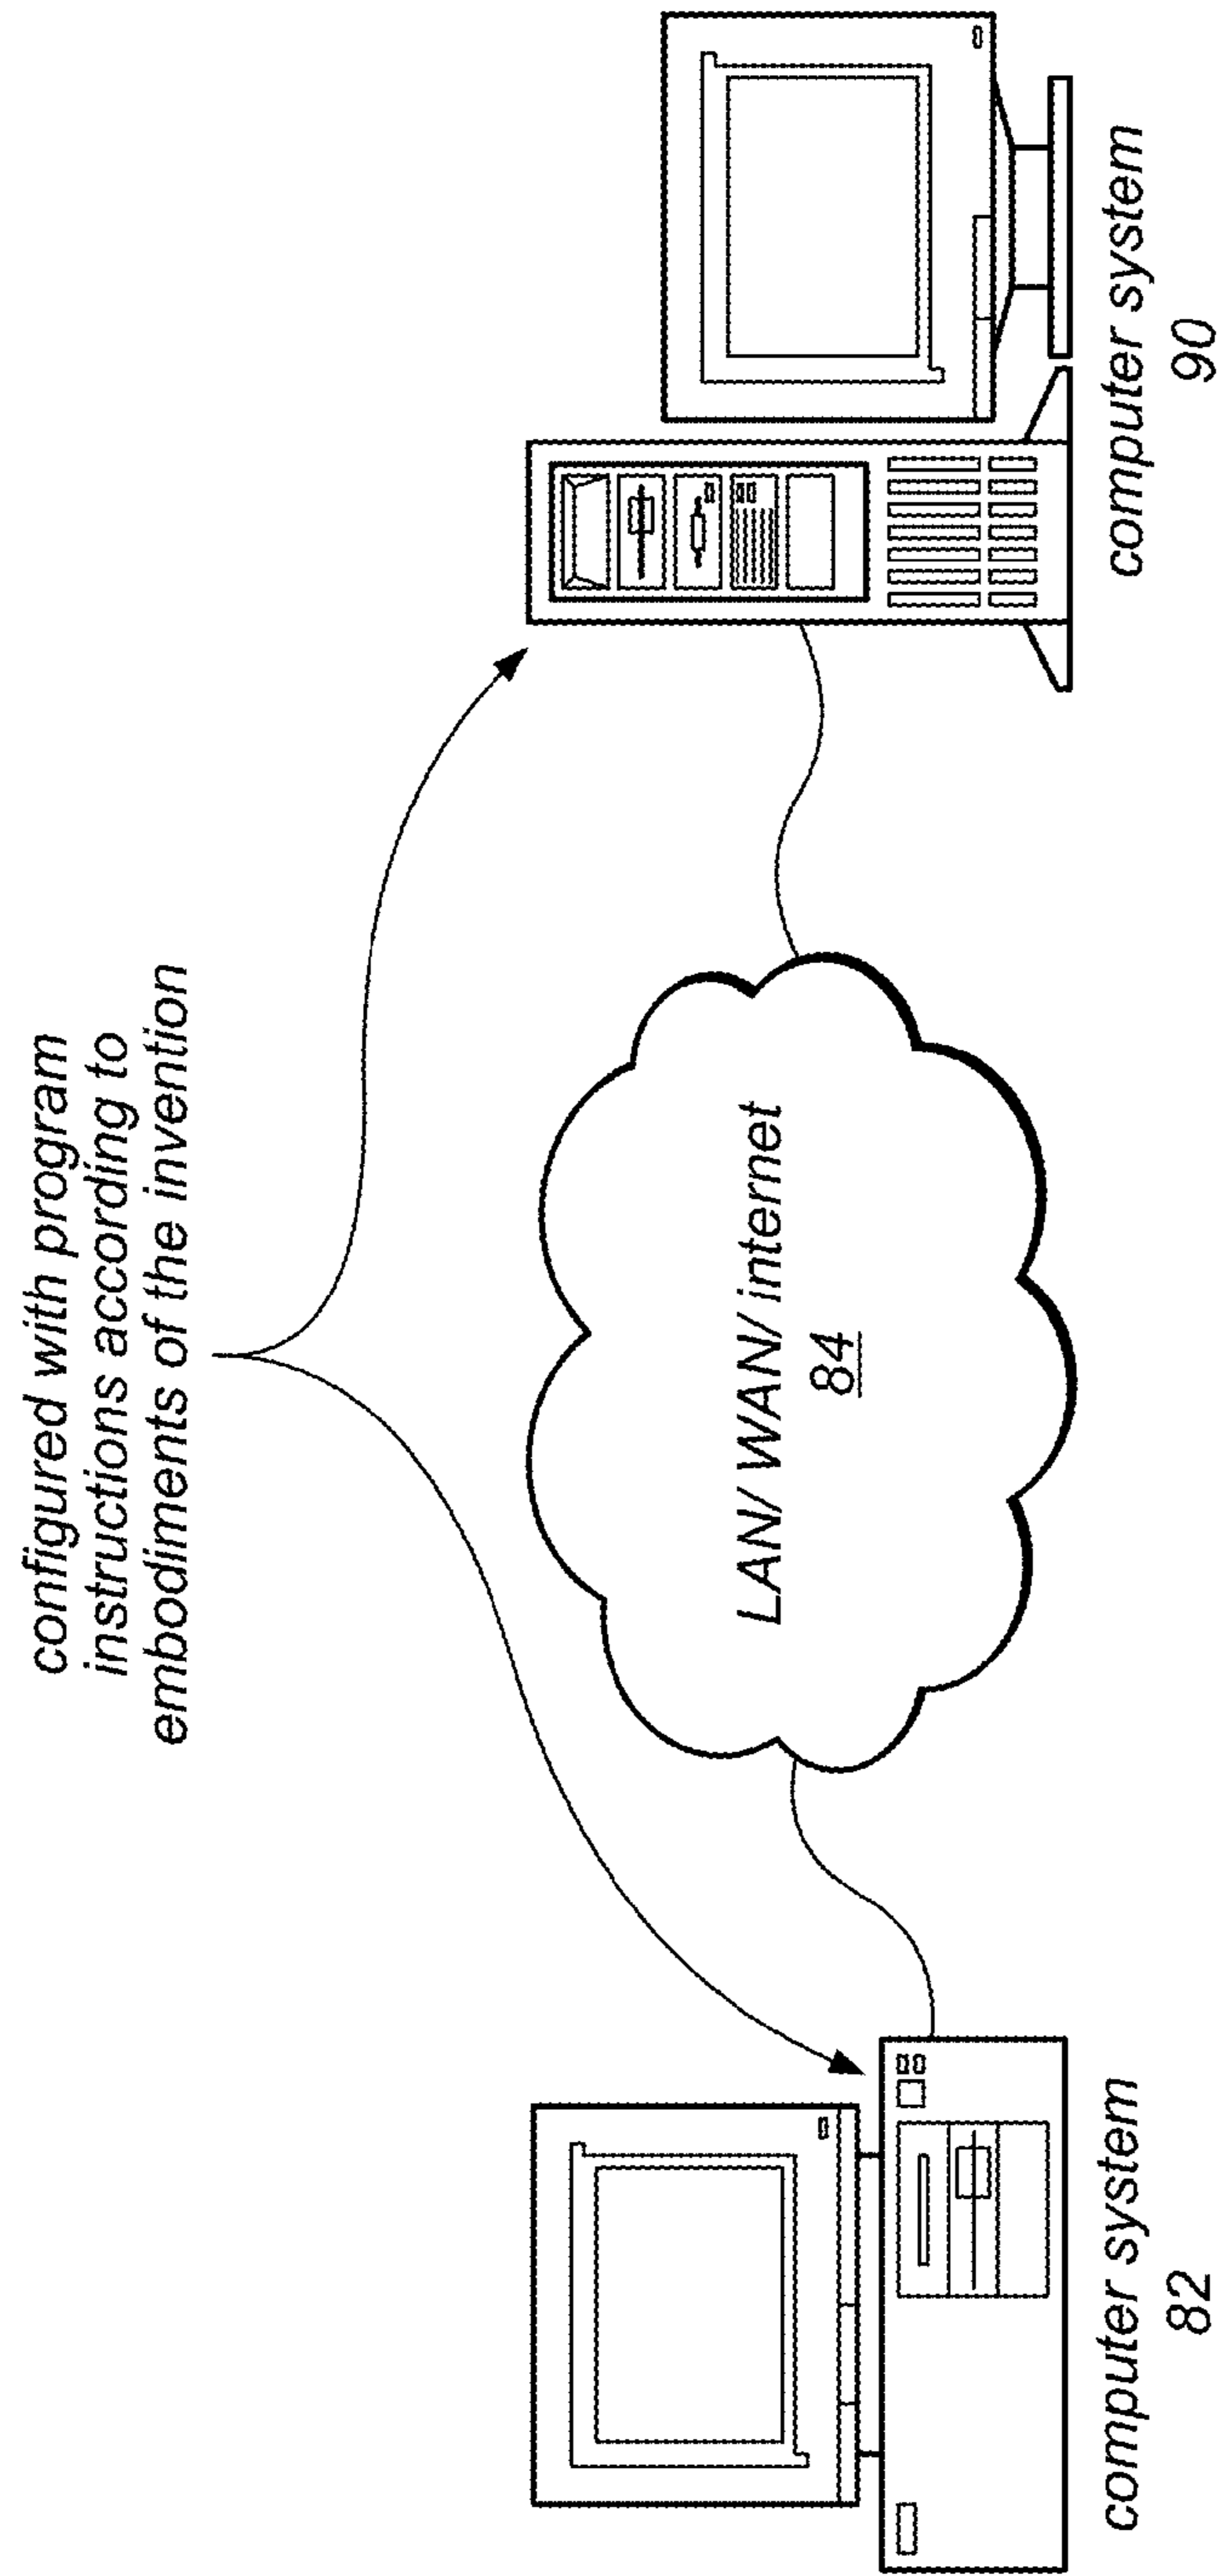 configured with program
instructions according to
embodiments of the invention
LAN/ WAN/ internet
84
computer system
82
computer system
90